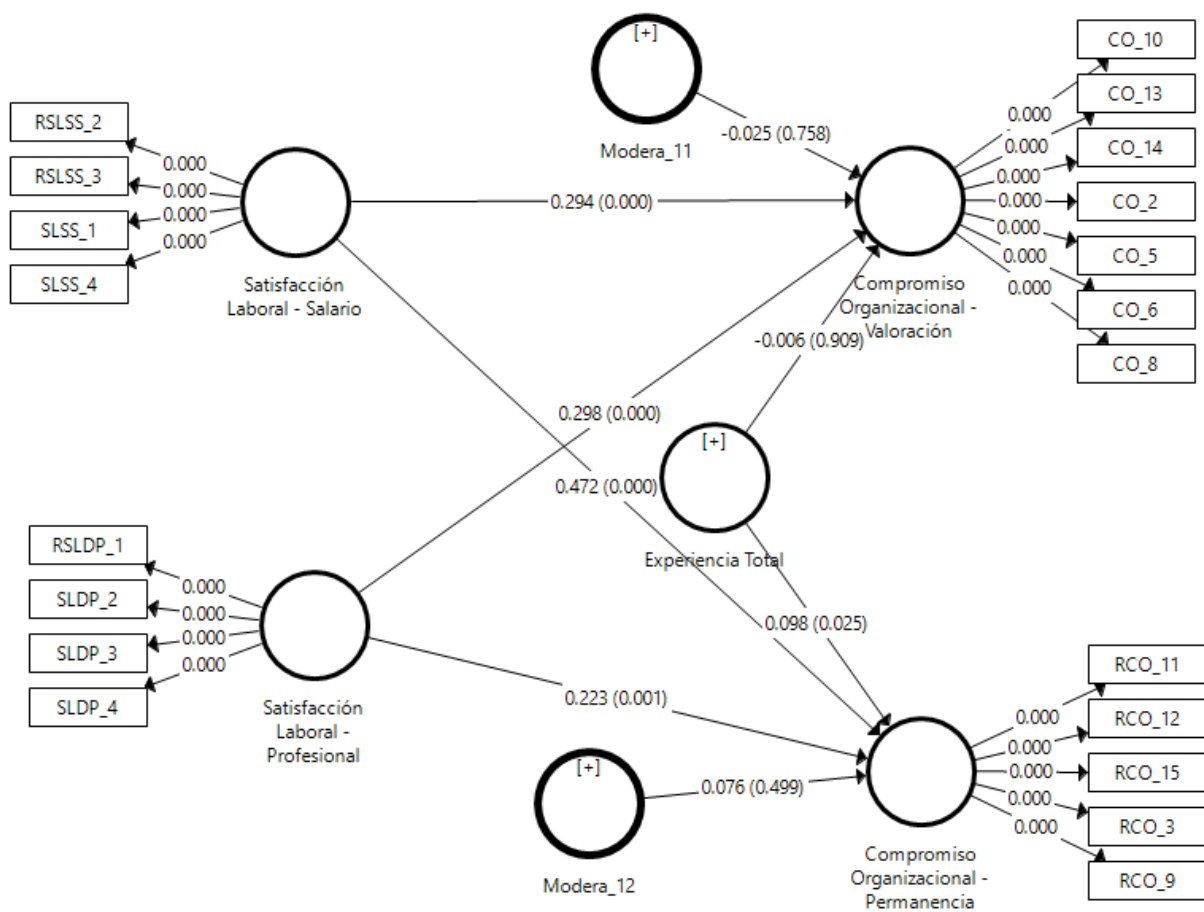 [+]
Modera_11
CO_10
CO_13
CO_14
CO_2
CO_5
CO_6
CO_8
0.000
0.000
0.000
0.000
0.000
0.000
0.000
-0.025 (0.758)
RSLSS_2
RSLSS_3
SLSS_1
SLSS_4
0.000
0.000
0.000
0.000
0.294 (0.000)
Satisfacción
Laboral - Salario
Compromiso
Organizacional -
Valoración
-0.006 (0.909)
0.298 (0.000)
[+]
0.472 (0.000)
Experiencia Total
RSLDP_1
SLDP_2
SLDP_3
SLDP_4
0.000
0.000
0.000
0.000
0.098 (0.025)
Satisfacción
Laboral -
Profesional
0.223 (0.001)
[+]
0.076 (0.499)
Modera_12
RCO_11
RCO_12
RCO_15
RCO_3
RCO_9
0.000
0.000
0.000
0.000
0.000
Compromiso
Organizacional -
Permanencia